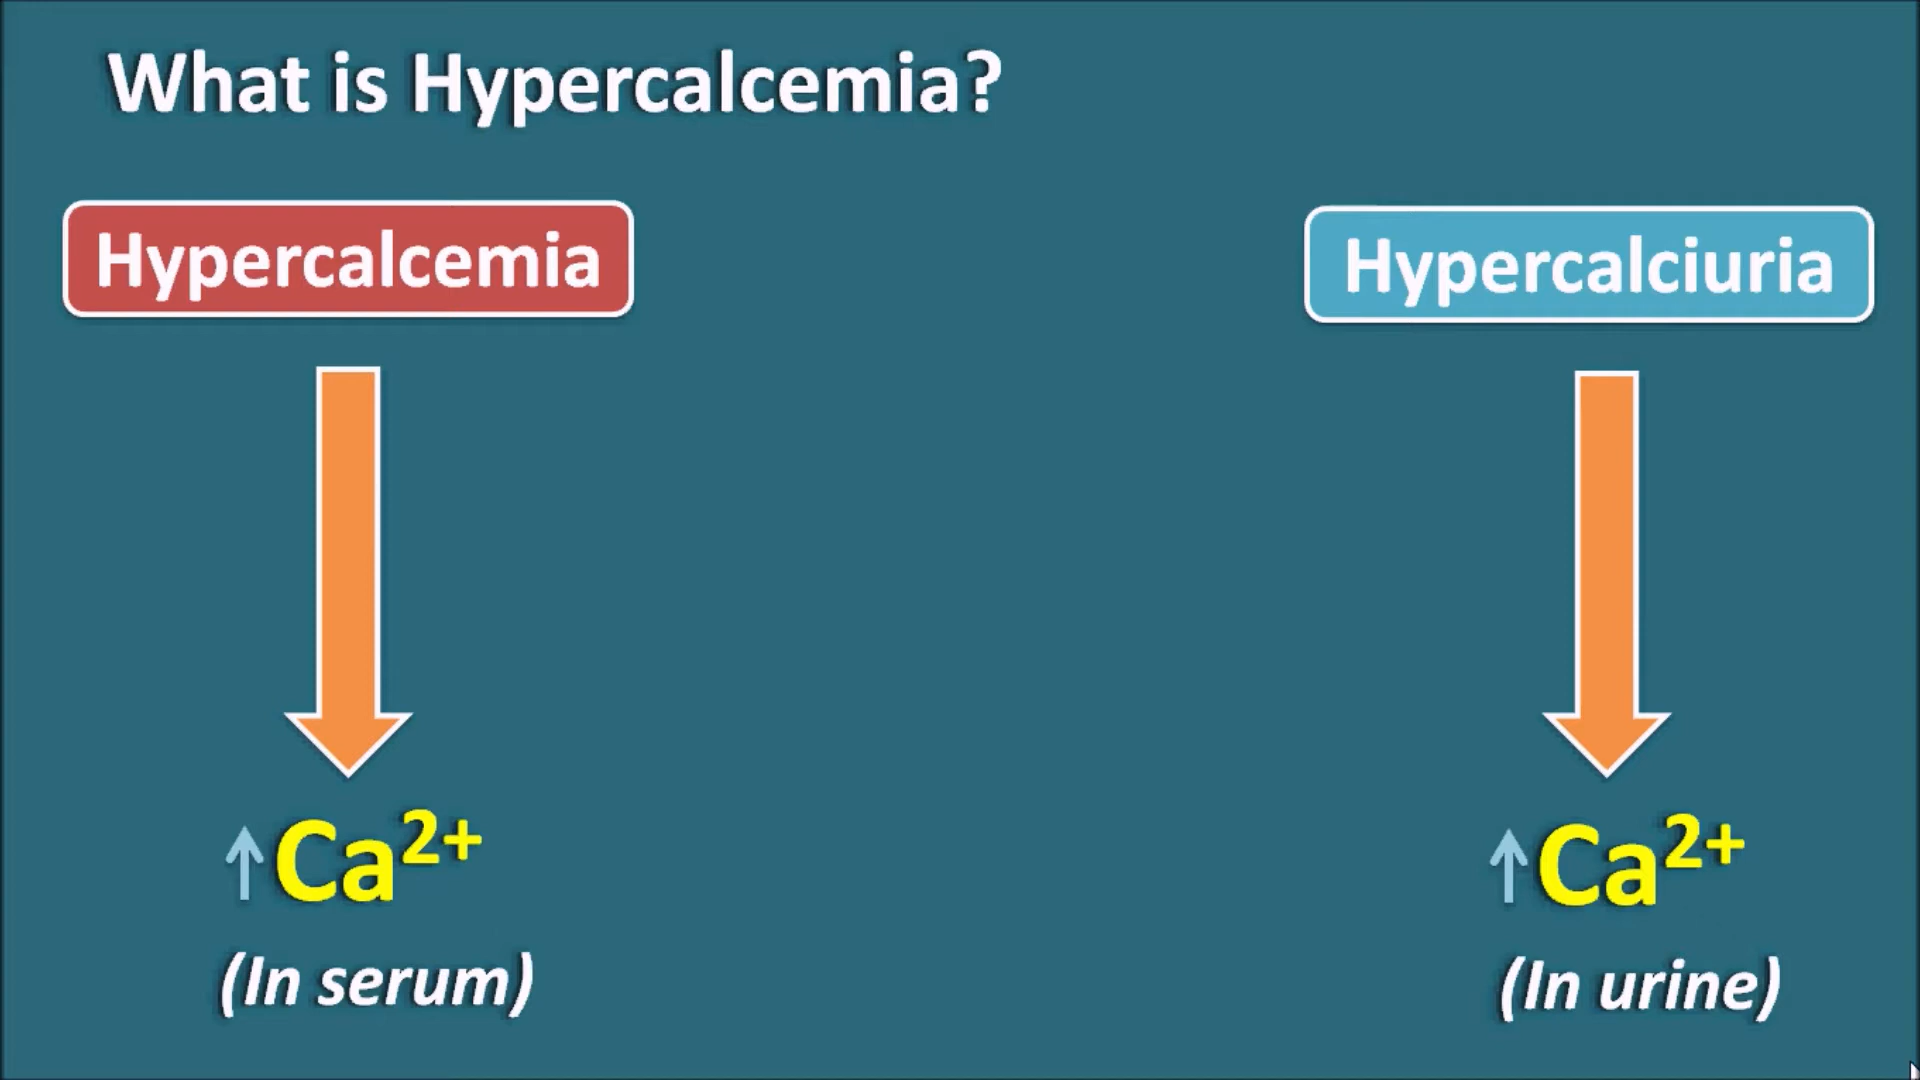 What is Hypercalcemia?
Hypercalcemia
Hypercalciuria
↑Ca²⁺
↑Ca²⁺
(In serum)
(In urine)